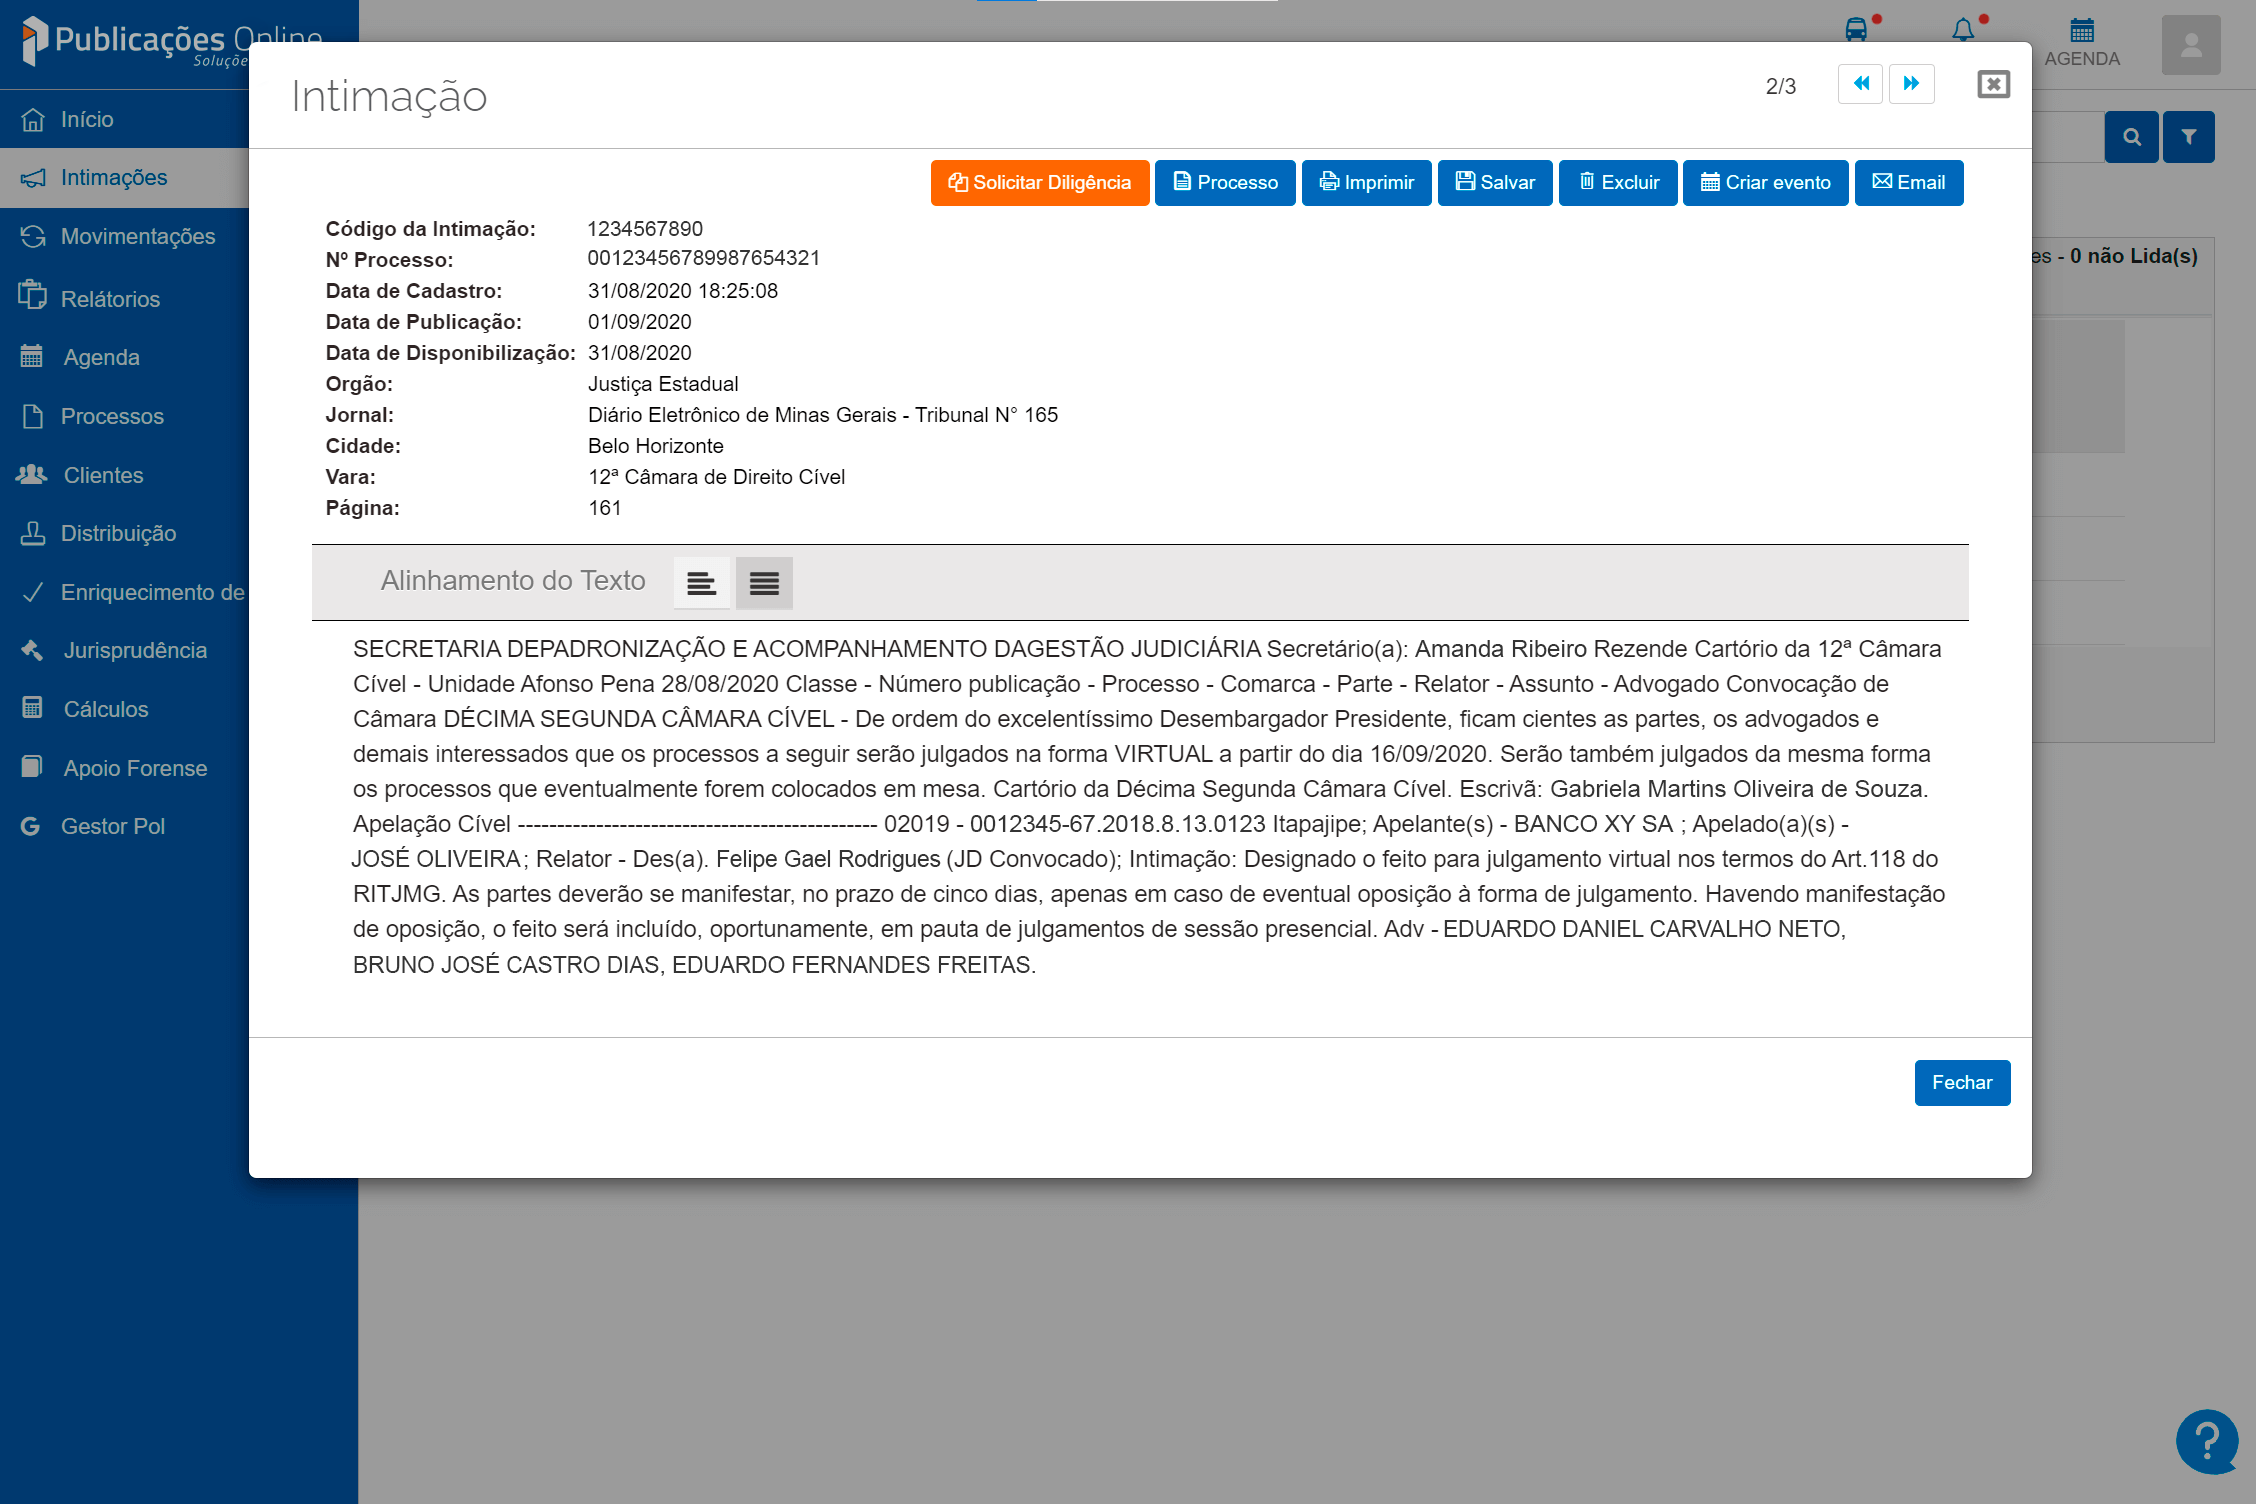 Publicações Online
Soluçõe
AGENDA
Início
Intimações
Movimentações
Relátorios
Agenda
Processos
Clientes
Distribuição
Enriquecimento de
Jurisprudência
Cálculos
Apoio Forense
Gestor Pol
es - 0 não Lida(s)
Intimação
2/3
Solicitar Diligência
Processo
Imprimir
Salvar
Excluir
Criar evento
Email
Código da Intimação: 1234567890
Nº Processo: 00123456789987654321
Data de Cadastro: 31/08/2020 18:25:08
Data de Publicação: 01/09/2020
Data de Disponibilização: 31/08/2020
Orgão: Justiça Estadual
Jornal: Diário Eletrônico de Minas Gerais - Tribunal N° 165
Cidade: Belo Horizonte
Vara: 12ª Câmara de Direito Cível
Página: 161
Alinhamento do Texto
SECRETARIA DEPADRONIZAÇÃO E ACOMPANHAMENTO DAGESTÃO JUDICIÁRIA Secretário(a): Amanda Ribeiro Rezende Cartório da 12ª Câmara
Cível - Unidade Afonso Pena 28/08/2020 Classe - Número publicação - Processo - Comarca - Parte - Relator - Assunto - Advogado Convocação de
Câmara DÉCIMA SEGUNDA CÂMARA CÍVEL - De ordem do excelentíssimo Desembargador Presidente, ficam cientes as partes, os advogados e
demais interessados que os processos a seguir serão julgados na forma VIRTUAL a partir do dia 16/09/2020. Serão também julgados da mesma forma
os processos que eventualmente forem colocados em mesa. Cartório da Décima Segunda Câmara Cível. Escrivã: Gabriela Martins Oliveira de Souza.
Apelação Cível ---------------------------------------------- 02019 - 0012345-67.2018.8.13.0123 Itapajipe; Apelante(s) - BANCO XY SA ; Apelado(a)(s) -
JOSÉ OLIVEIRA; Relator - Des(a). Felipe Gael Rodrigues (JD Convocado); Intimação: Designado o feito para julgamento virtual nos termos do Art.118 do
RITJMG. As partes deverão se manifestar, no prazo de cinco dias, apenas em caso de eventual oposição à forma de julgamento. Havendo manifestação
de oposição, o feito será incluído, oportunamente, em pauta de julgamentos de sessão presencial. Adv - EDUARDO DANIEL CARVALHO NETO,
BRUNO JOSÉ CASTRO DIAS, EDUARDO FERNANDES FREITAS.
Fechar